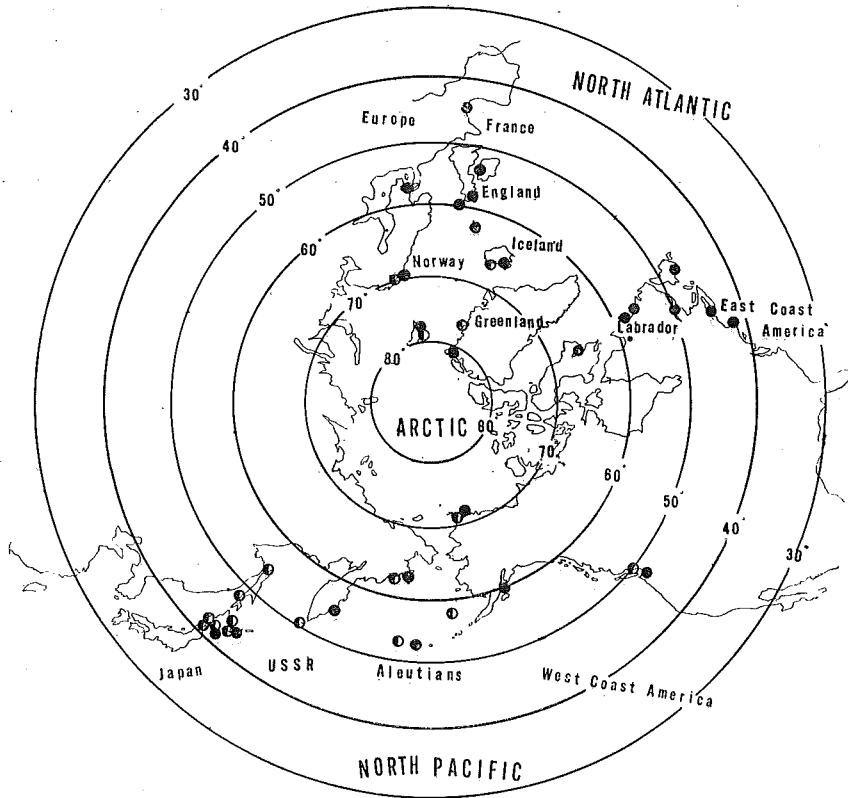 NORTH ATLANTIC
30°
Europe
France
40°
50°
England
60°
Iceland
Norway
70°
Greenland
East Coast
America
Labrador
80°
ARCTIC
80
70°
60°
50°
40°
30°
Japan
USSR
Aleutians
West Coast America
NORTH PACIFIC